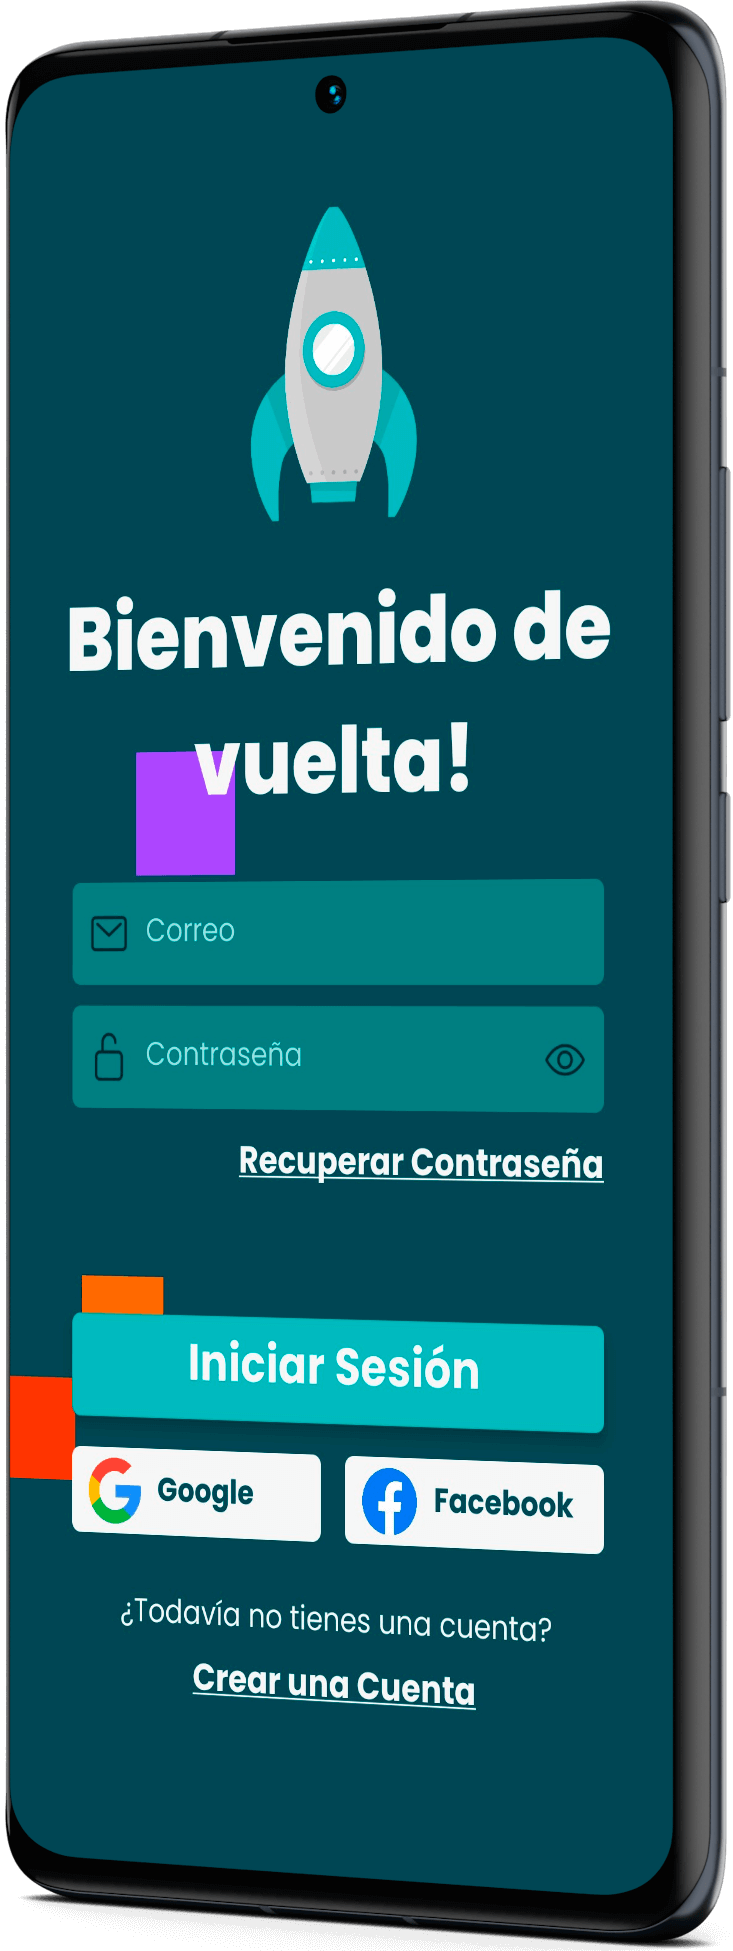 Bienvenido de
vuelta!
Correo
Contraseña
Recuperar Contraseña
Iniciar Sesión
Google
Facebook
¿Todavía no tienes una cuenta?
Crear una Cuenta